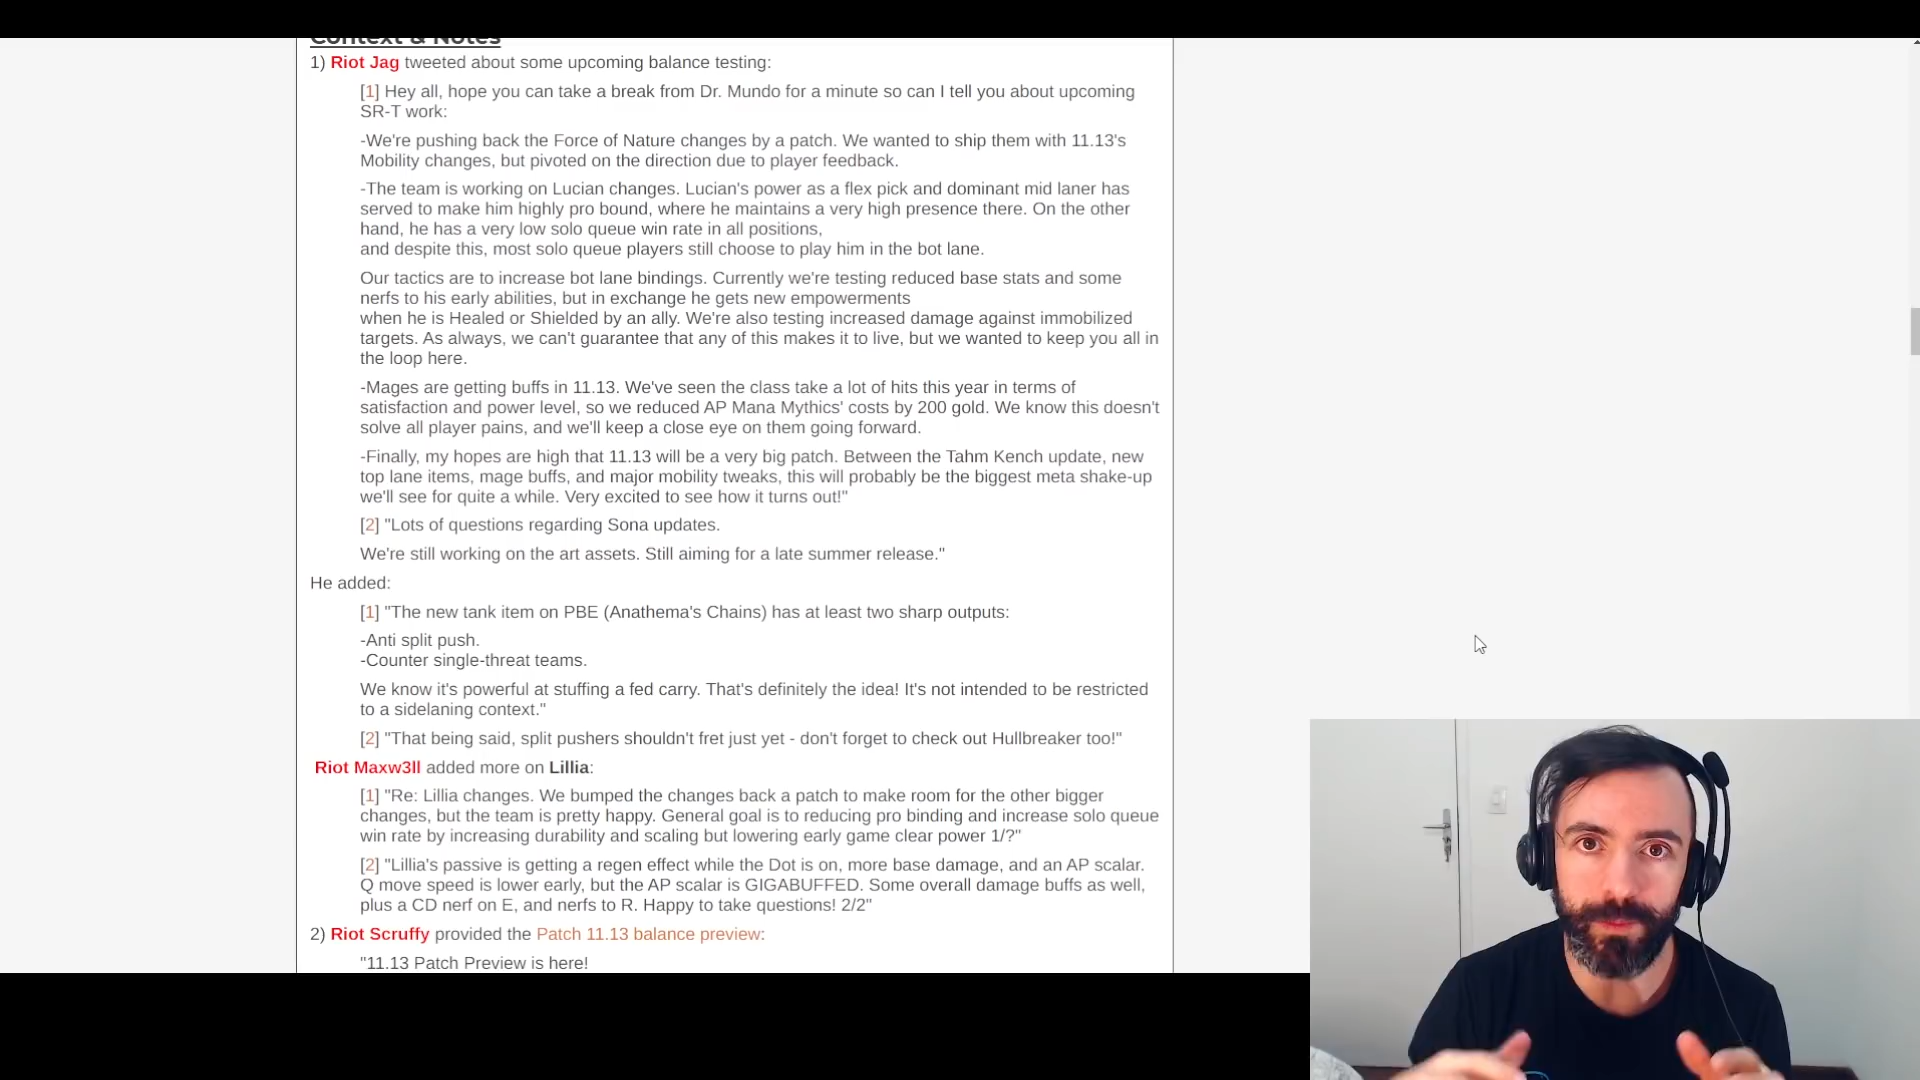 Context & Notes
1) Riot Jag tweeted about some upcoming balance testing:
[1] Hey all, hope you can take a break from Dr. Mundo for a minute so can I tell you about upcoming
SR-T work:
-We're pushing back the Force of Nature changes by a patch. We wanted to ship them with 11.13's
Mobility changes, but pivoted on the direction due to player feedback.
-The team is working on Lucian changes. Lucian's power as a flex pick and dominant mid laner has
served to make him highly pro bound, where he maintains a very high presence there. On the other
hand, he has a very low solo queue win rate in all positions,
and despite this, most solo queue players still choose to play him in the bot lane.
Our tactics are to increase bot lane bindings. Currently we're testing reduced base stats and some
nerfs to his early abilities, but in exchange he gets new empowerments
when he is Healed or Shielded by an ally. We're also testing increased damage against immobilized
targets. As always, we can't guarantee that any of this makes it to live, but we wanted to keep you all in
the loop here.
-Mages are getting buffs in 11.13. We've seen the class take a lot of hits this year in terms of
satisfaction and power level, so we reduced AP Mana Mythics' costs by 200 gold. We know this doesn't
solve all player pains, and we'll keep a close eye on them going forward.
-Finally, my hopes are high that 11.13 will be a very big patch. Between the Tahm Kench update, new
top lane items, mage buffs, and major mobility tweaks, this will probably be the biggest meta shake-up
we'll see for quite a while. Very excited to see how it turns out!"
[2] "Lots of questions regarding Sona updates.
We're still working on the art assets. Still aiming for a late summer release."
He added:
[1] "The new tank item on PBE (Anathema's Chains) has at least two sharp outputs:
-Anti split push.
-Counter single-threat teams.
We know it's powerful at stuffing a fed carry. That's definitely the idea! It's not intended to be restricted
to a sidelaning context."
[2] "That being said, split pushers shouldn't fret just yet - don't forget to check out Hullbreaker too!"
Riot Maxw3ll added more on Lillia:
[1] "Re: Lillia changes. We bumped the changes back a patch to make room for the other bigger
changes, but the team is pretty happy. General goal is to reducing pro binding and increase solo queue
win rate by increasing durability and scaling but lowering early game clear power 1/?"
[2] "Lillia's passive is getting a regen effect while the Dot is on, more base damage, and an AP scalar.
Q move speed is lower early, but the AP scalar is GIGABUFFED. Some overall damage buffs as well,
plus a CD nerf on E, and nerfs to R. Happy to take questions! 2/2"
2) Riot Scruffy provided the Patch 11.13 balance preview:
"11.13 Patch Preview is here!